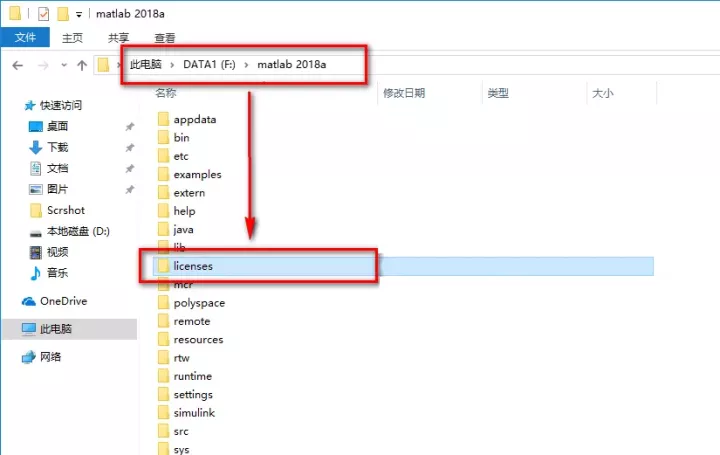 matlab 2018a
文件 主页 共享 查看
此电脑 > DATA1 (F:) > matlab 2018a
名称 修改日期 类型 大小
快速访问
桌面
下载
文档
图片
Scrshot
本地磁盘 (D:)
视频
音乐
OneDrive
此电脑
网络
appdata
bin
etc
examples
extern
help
java
lib
licenses
mcr
polyspace
remote
resources
rtw
runtime
settings
simulink
src
sys